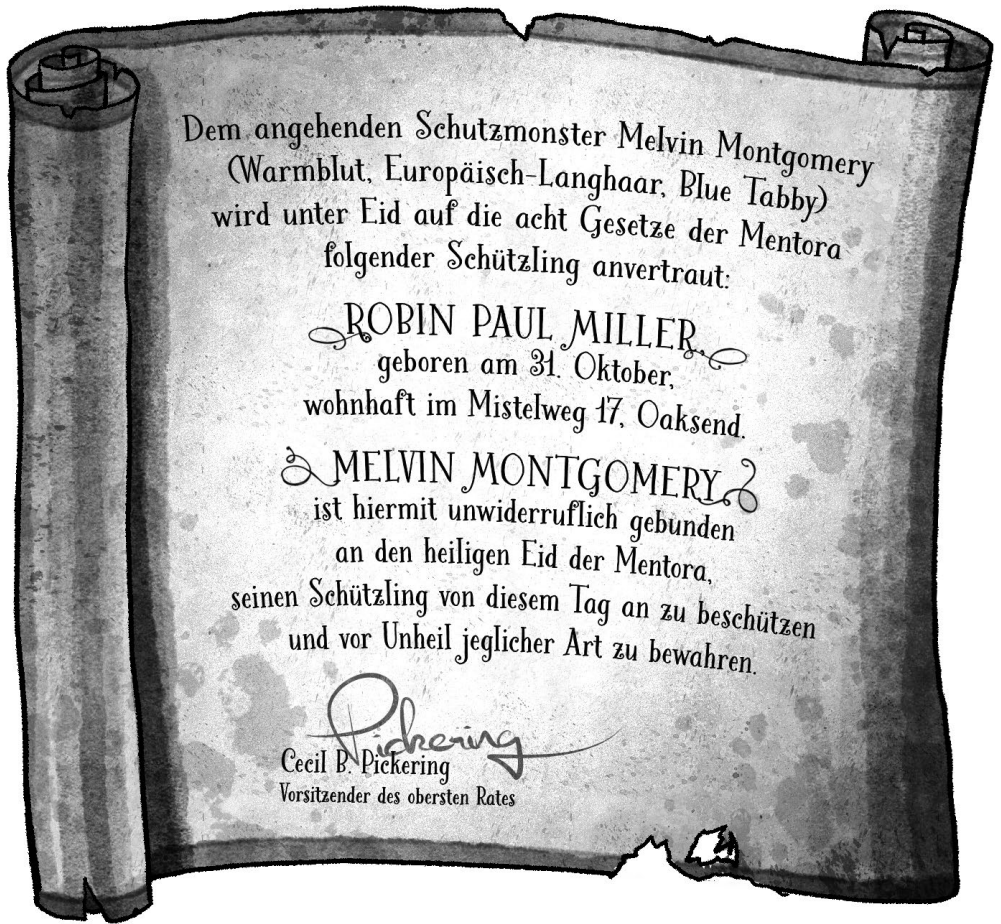 Dem angehenden Schutzmonster Melvin Montgomery
(Warmblut, Europäisch-Langhaar, Blue Tabby)
wird unter Eid auf die acht Gesetze der Mentora
folgender Schützling anvertraut:
ROBIN PAUL MILLER,
geboren am 31. Oktober,
wohnhaft im Mistelweg 17, Oaksend.
MELVIN MONTGOMERY
ist hiermit unwiderruflich gebunden
an den heiligen Eid der Mentora,
seinen Schützling von diesem Tag an zu beschützen
und vor Unheil jeglicher Art zu bewahren.
Pickering
Cecil B. Pickering
Vorsitzender des obersten Rates